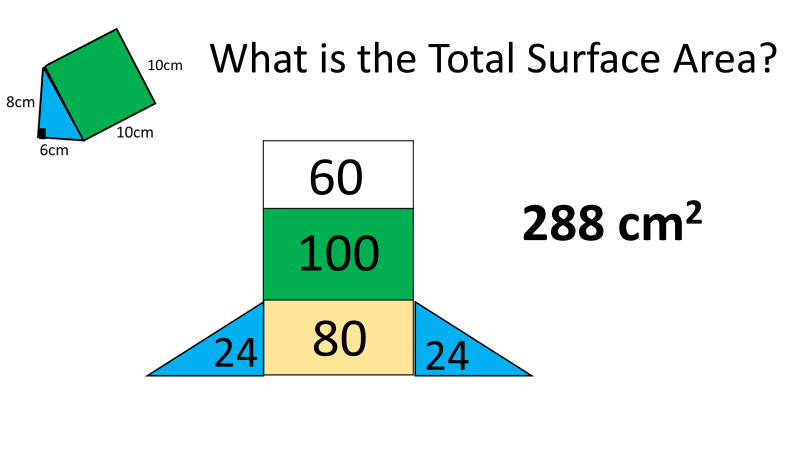 What is the Total Surface Area?
10cm
8cm
10cm
6cm
60
288 cm²
100
80
24
24